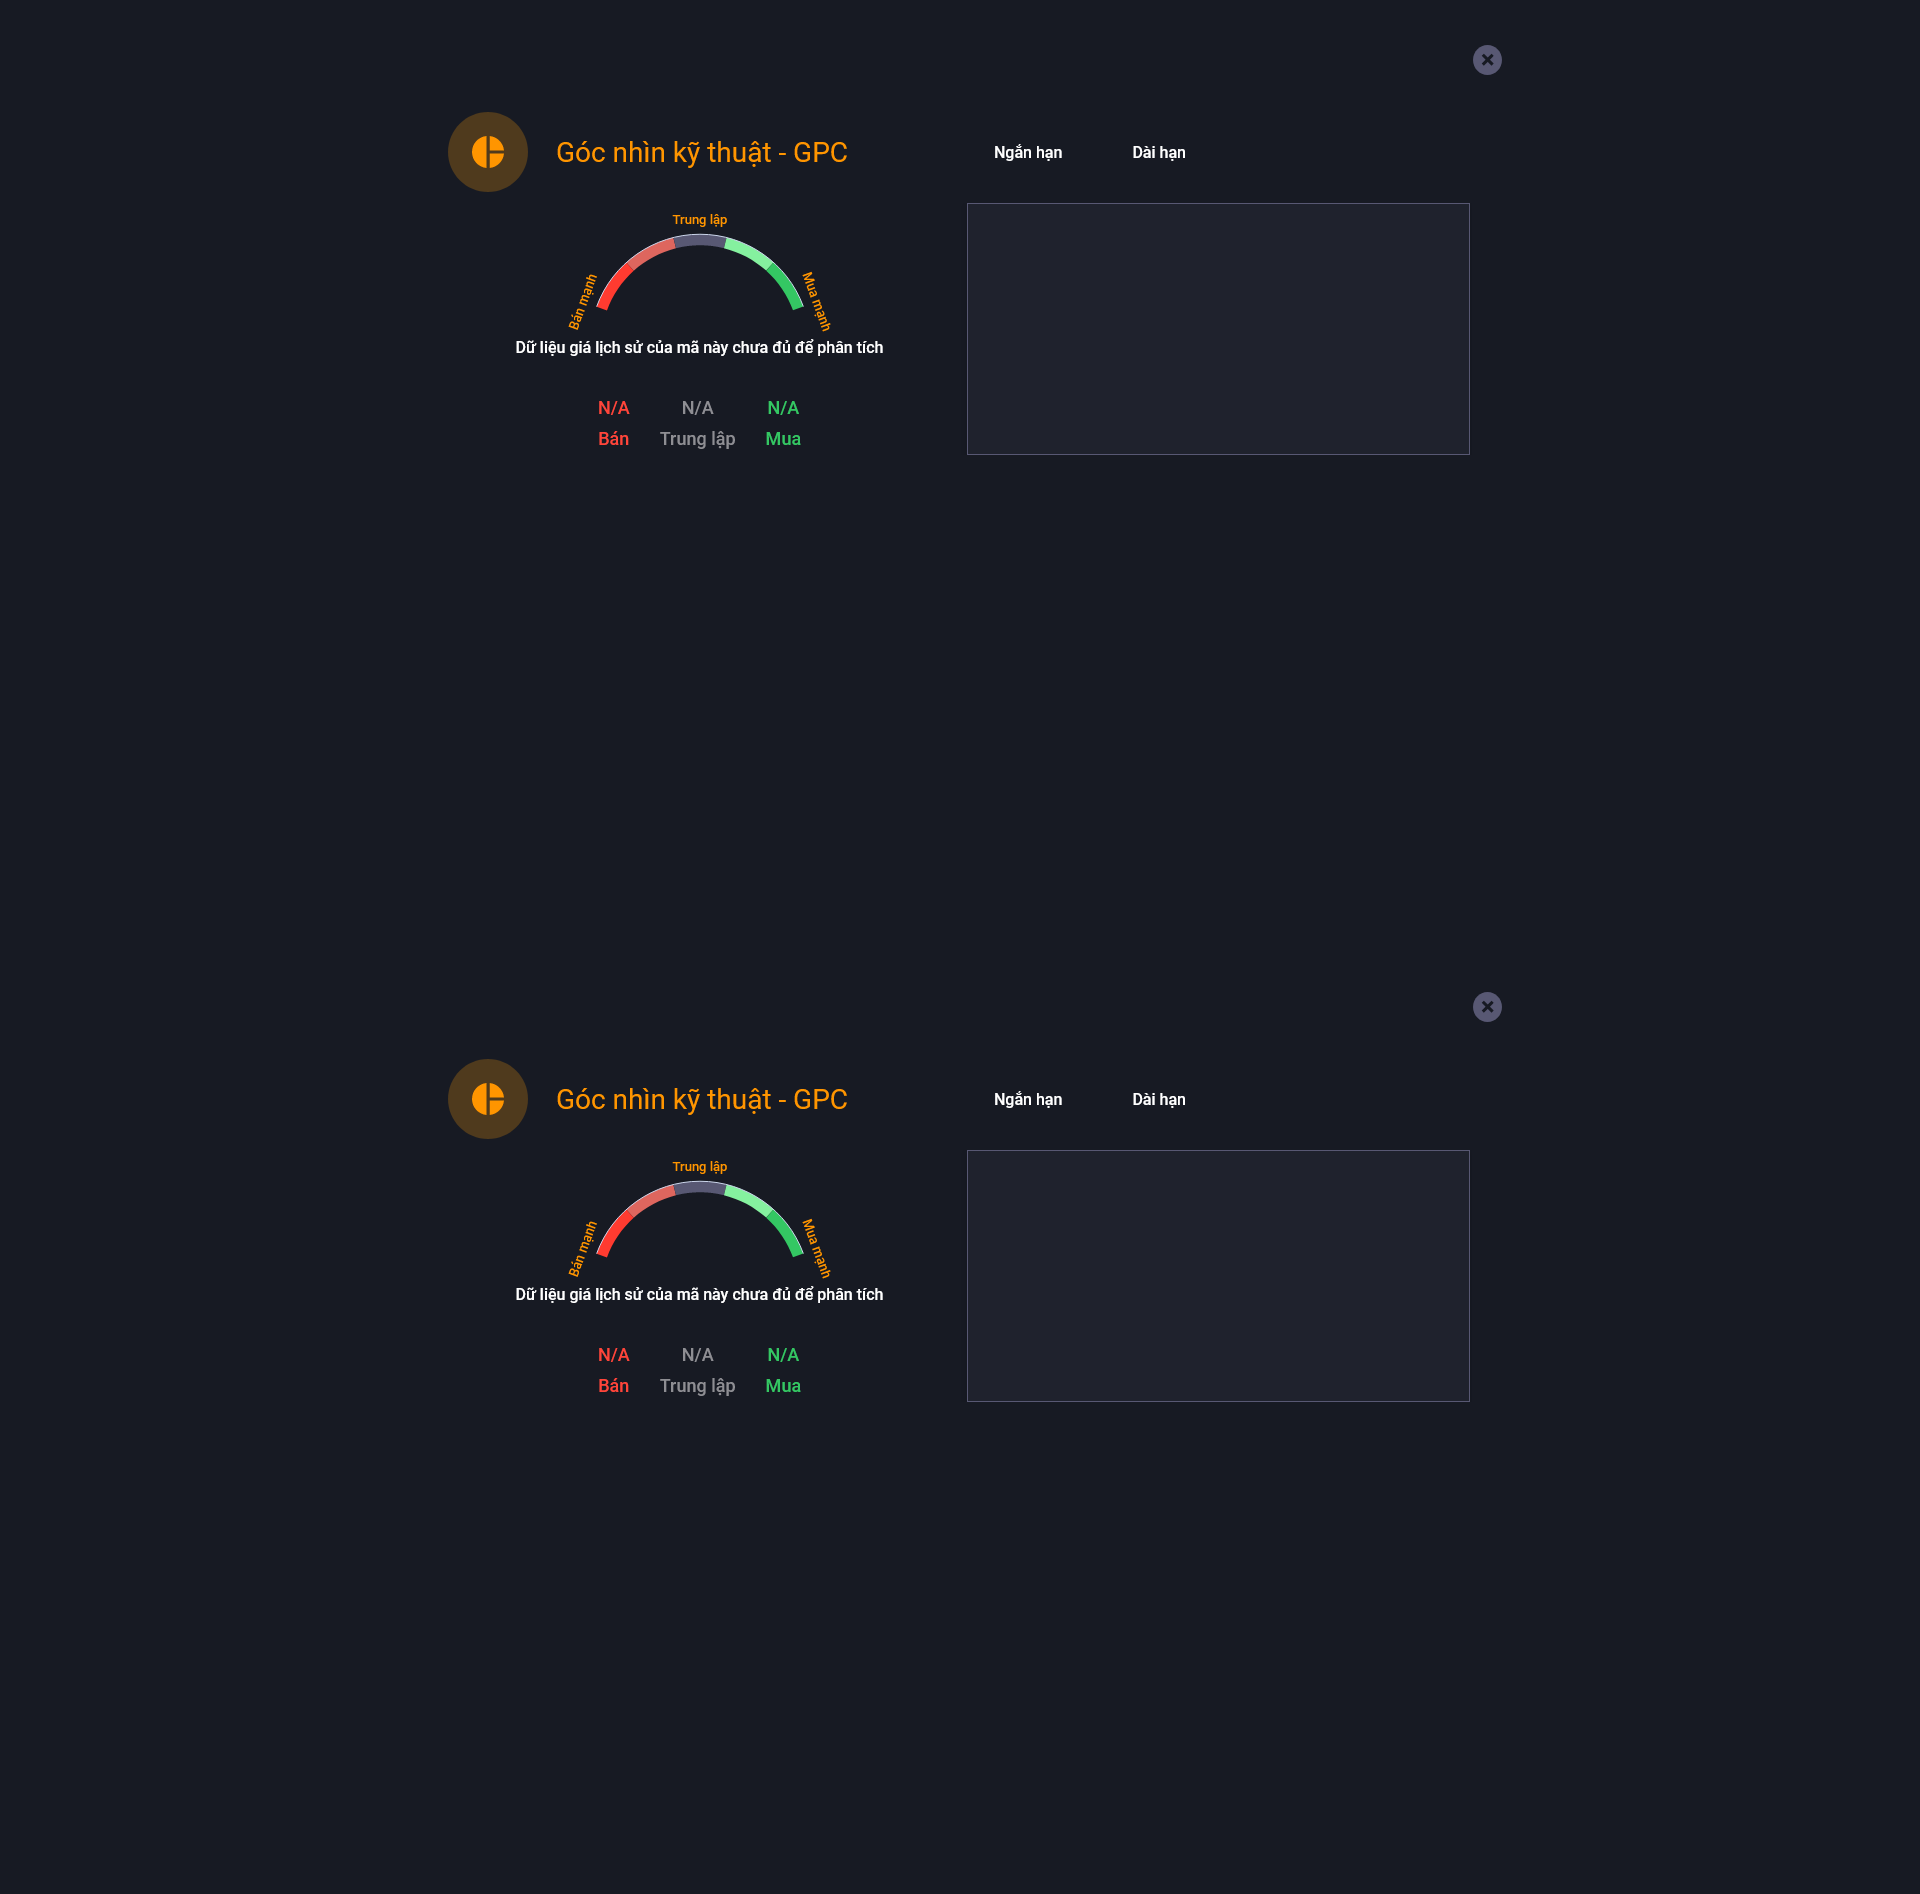 Góc nhìn kỹ thuật - GPC
Ngắn hạn Dài hạn
Trung lập
Bán mạnh
Mua mạnh
Dữ liệu giá lịch sử của mã này chưa đủ để phân tích
N/A N/A N/A
Bán Trung lập Mua
Góc nhìn kỹ thuật - GPC
Ngắn hạn Dài hạn
Trung lập
Bán mạnh
Mua mạnh
Dữ liệu giá lịch sử của mã này chưa đủ để phân tích
N/A N/A N/A
Bán Trung lập Mua